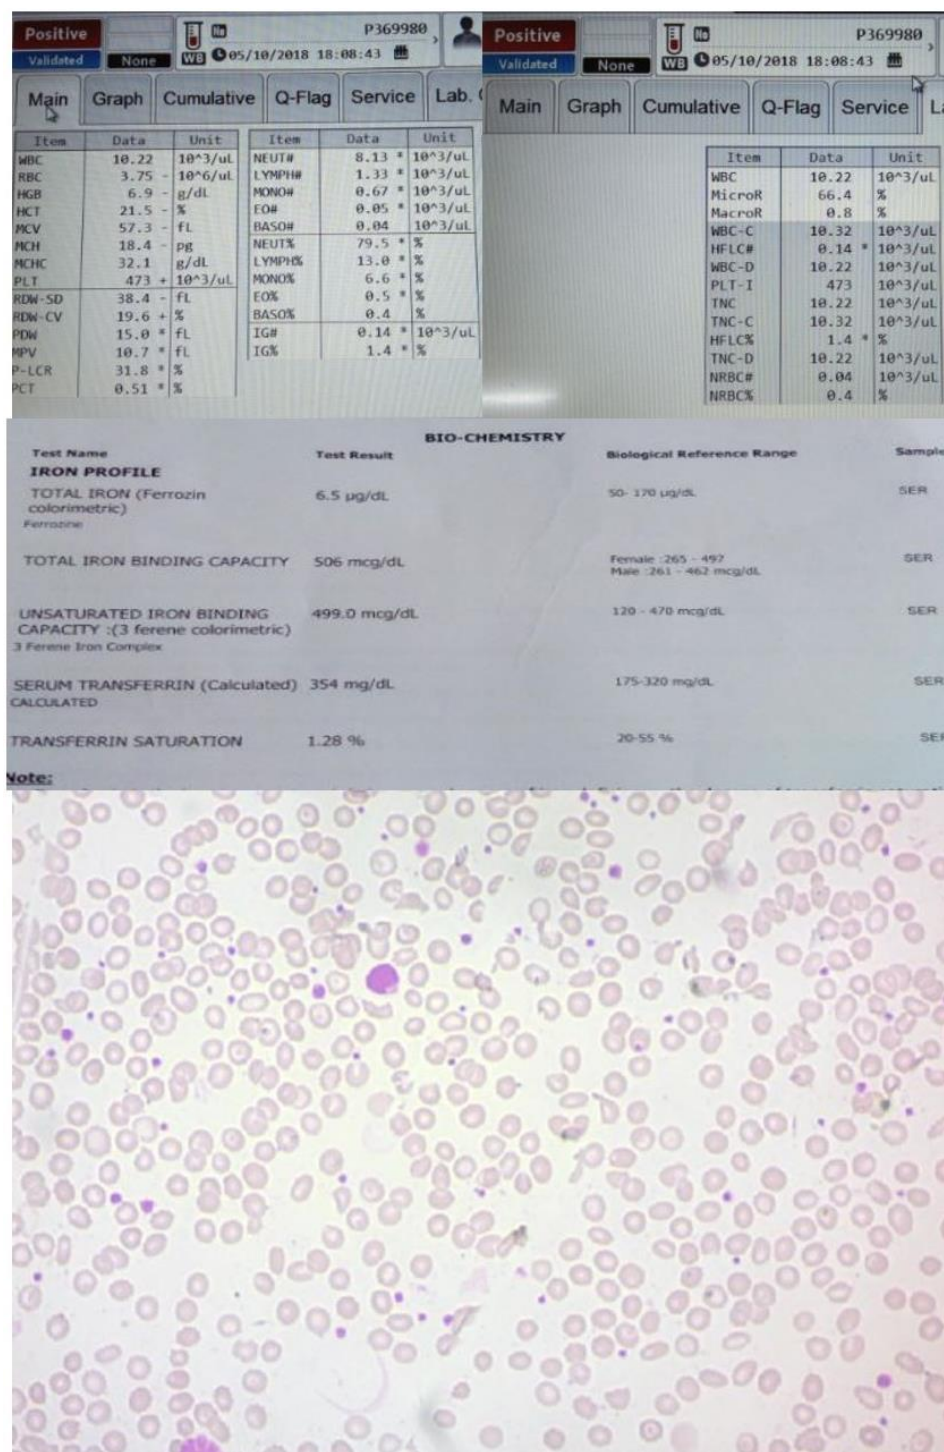 Positive
Validated
None
No
P369980
WB 05/10/2018 18:08:43
Main Graph Cumulative Q-Flag Service Lab.
Item Data Unit
WBC 10.22 10^3/uL
RBC 3.75 - 10^6/uL
HGB 6.9 - g/dL
HCT 21.5 - %
MCV 57.3 - fL
MCH 18.4 - pg
MCHC 32.1 g/dL
PLT 473 + 10^3/uL
RDW-SD 38.4 - fL
RDW-CV 19.6 + %
PDW 15.0 * fL
MPV 10.7 * fL
P-LCR 31.8 * %
PCT 0.51 * %
Item Data Unit
NEUT# 8.13 * 10^3/uL
LYMPH# 1.33 * 10^3/uL
MONO# 0.67 * 10^3/uL
EO# 0.05 * 10^3/uL
BASO# 0.04 10^3/uL
NEUT% 79.5 * %
LYMPH% 13.0 * %
MONO% 6.6 * %
EO% 0.5 * %
BASO% 0.4 %
IG# 0.14 * 10^3/uL
IG% 1.4 * %
Positive
Validated
None
No
P369980
WB 05/10/2018 18:08:43
Main Graph Cumulative Q-Flag Service
Item Data Unit
WBC 10.22 10^3/uL
MicroR 66.4 %
MacroR 0.8 %
WBC-C 10.32 10^3/uL
HFLC# 0.14 * 10^3/uL
WBC-D 10.22 10^3/uL
PLT-I 473 10^3/uL
TNC 10.22 10^3/uL
TNC-C 10.32 10^3/uL
HFLC% 1.4 * %
TNC-D 10.22 10^3/uL
NRBC# 0.04 10^3/uL
NRBC% 0.4 %
BIO-CHEMISTRY
Test Name Test Result Biological Reference Range Sample
IRON PROFILE
TOTAL IRON (Ferrozin 6.5 µg/dL 50- 170 µg/dL SER
colorimetric)
Ferrozine
TOTAL IRON BINDING CAPACITY 506 mcg/dL Female :265 - 497 SER
Male :261 - 462 mcg/dL
UNSATURATED IRON BINDING 499.0 mcg/dL 120 - 470 mcg/dL SER
CAPACITY :(3 ferene colorimetric)
3 Ferene Iron Complex
SERUM TRANSFERRIN (Calculated) 354 mg/dL 175-320 mg/dL SER
CALCULATED
TRANSFERRIN SATURATION 1.28 % 20-55 % SER
Note: